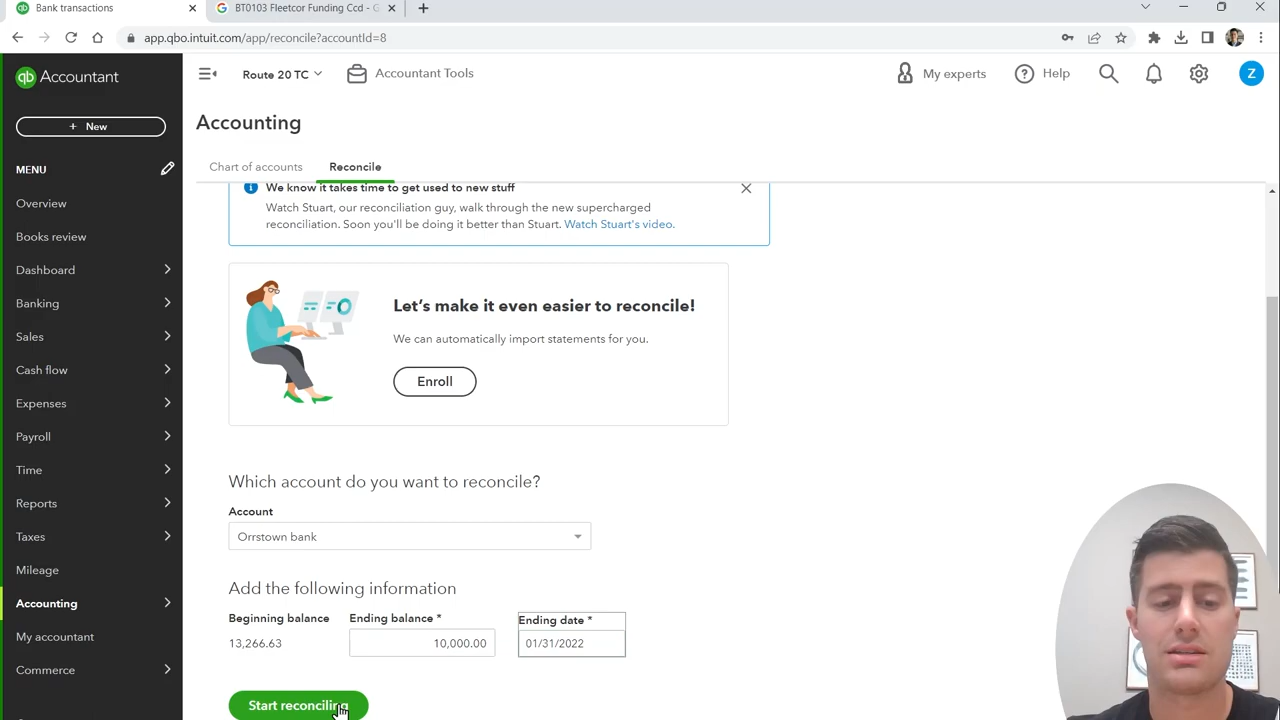 Bank transactions
BT0103 Fleetcor Funding Ccd - G
app.qbo.intuit.com/app/reconcile?accountId=8
qb Accountant
Route 20 TC
Accountant Tools
My experts
Help
Z
+ New
Accounting
MENU
Chart of accounts
Reconcile
Overview
Books review
Dashboard
Banking
Sales
Cash flow
Expenses
Payroll
Time
Reports
Taxes
Mileage
Accounting
My accountant
Commerce
We know it takes time to get used to new stuff
Watch Stuart, our reconciliation guy, walk through the new supercharged
reconciliation. Soon you'll be doing it better than Stuart. Watch Stuart's video.
Let's make it even easier to reconcile!
We can automatically import statements for you.
Enroll
Which account do you want to reconcile?
Account
Orrstown bank
Add the following information
Beginning balance
Ending balance *
Ending date *
13,266.63
10,000.00
01/31/2022
Start reconciling